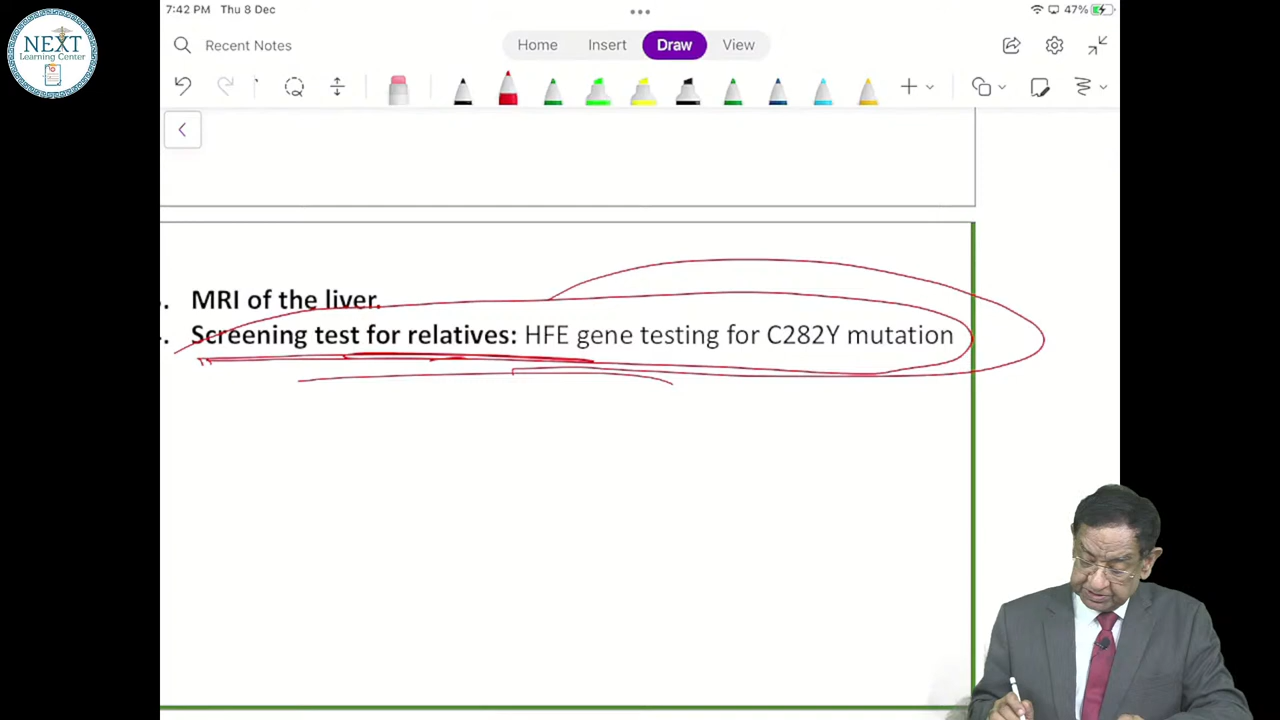 7:42 PM Thu 8 Dec
47%
NEXT
Learning Center
Recent Notes
Home
Insert
Draw
View
. MRI of the liver.
. Screening test for relatives: HFE gene testing for C282Y mutation